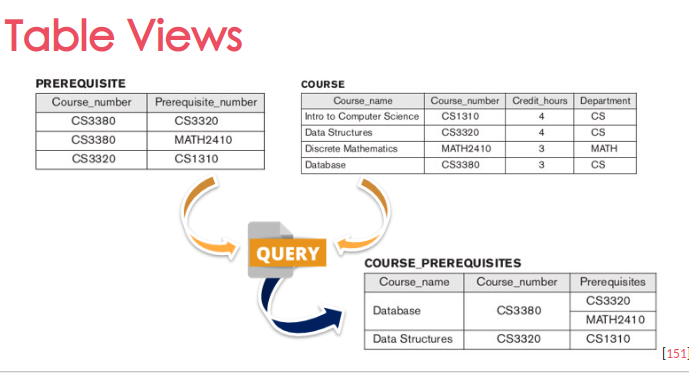 Table Views
PREREQUISITE
Course_number Prerequisite_number
CS3380 CS3320
CS3380 MATH2410
CS3320 CS1310
COURSE
Course_name Course_number Credit_hours Department
Intro to Computer Science CS1310 4 CS
Data Structures CS3320 4 CS
Discrete Mathematics MATH2410 3 MATH
Database CS3380 3 CS
QUERY
COURSE_PREREQUISITES
Course_name Course_number Prerequisites
Database CS3380 CS3320
MATH2410
Data Structures CS3320 CS1310
[151]